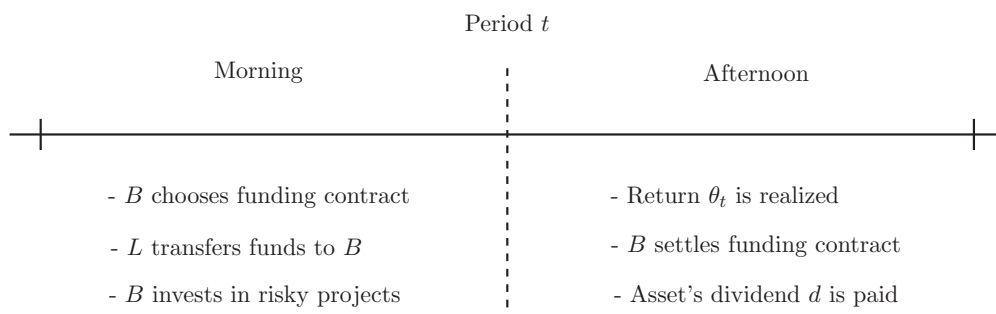 Period t
Morning
Afternoon
- B chooses funding contract
- L transfers funds to B
- B invests in risky projects
- Return θt is realized
- B settles funding contract
- Asset's dividend d is paid